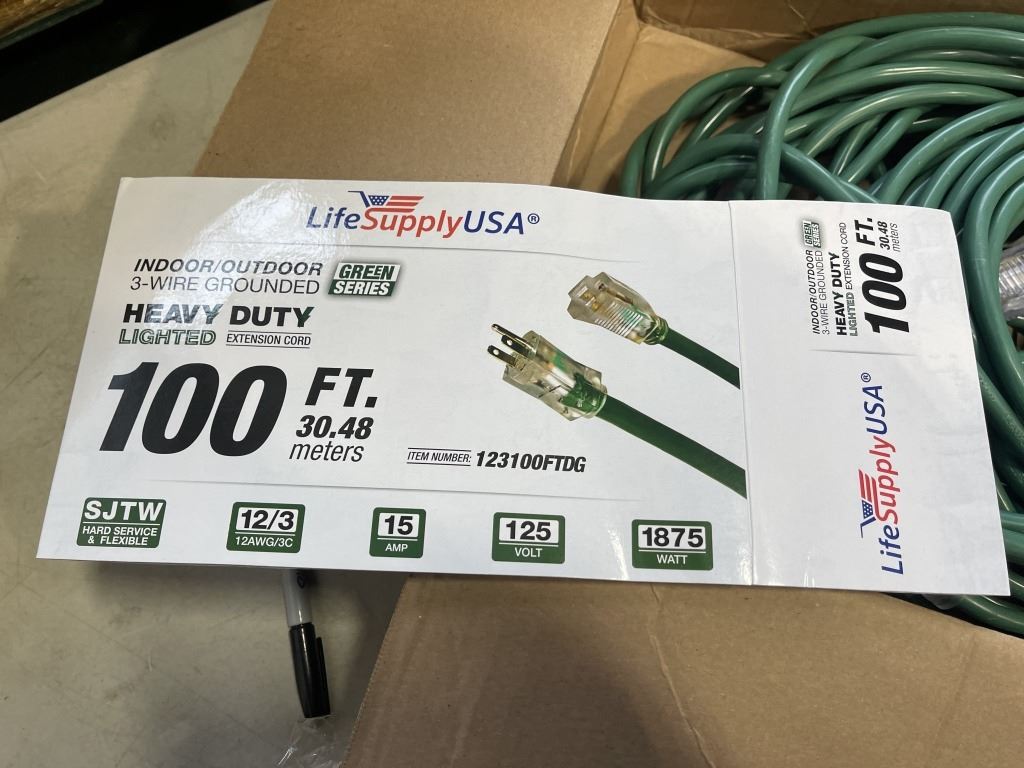 LifeSupplyUSA®
INDOOR/OUTDOOR
3-WIRE GROUNDED
GREEN
SERIES
HEAVY DUTY
LIGHTED EXTENSION CORD
100 FT.
30.48
meters
ITEM NUMBER: 123100FTDG
SJTW
HARD SERVICE
& FLEXIBLE
12/3
12AWG/3C
15
AMP
125
VOLT
1875
WATT
INDOOR/OUTDOOR
3-WIRE GROUNDED
GREEN
SERIES
HEAVY DUTY
LIGHTED EXTENSION CORD
100 FT.
30.48
meters
LifeSupplyUSA®